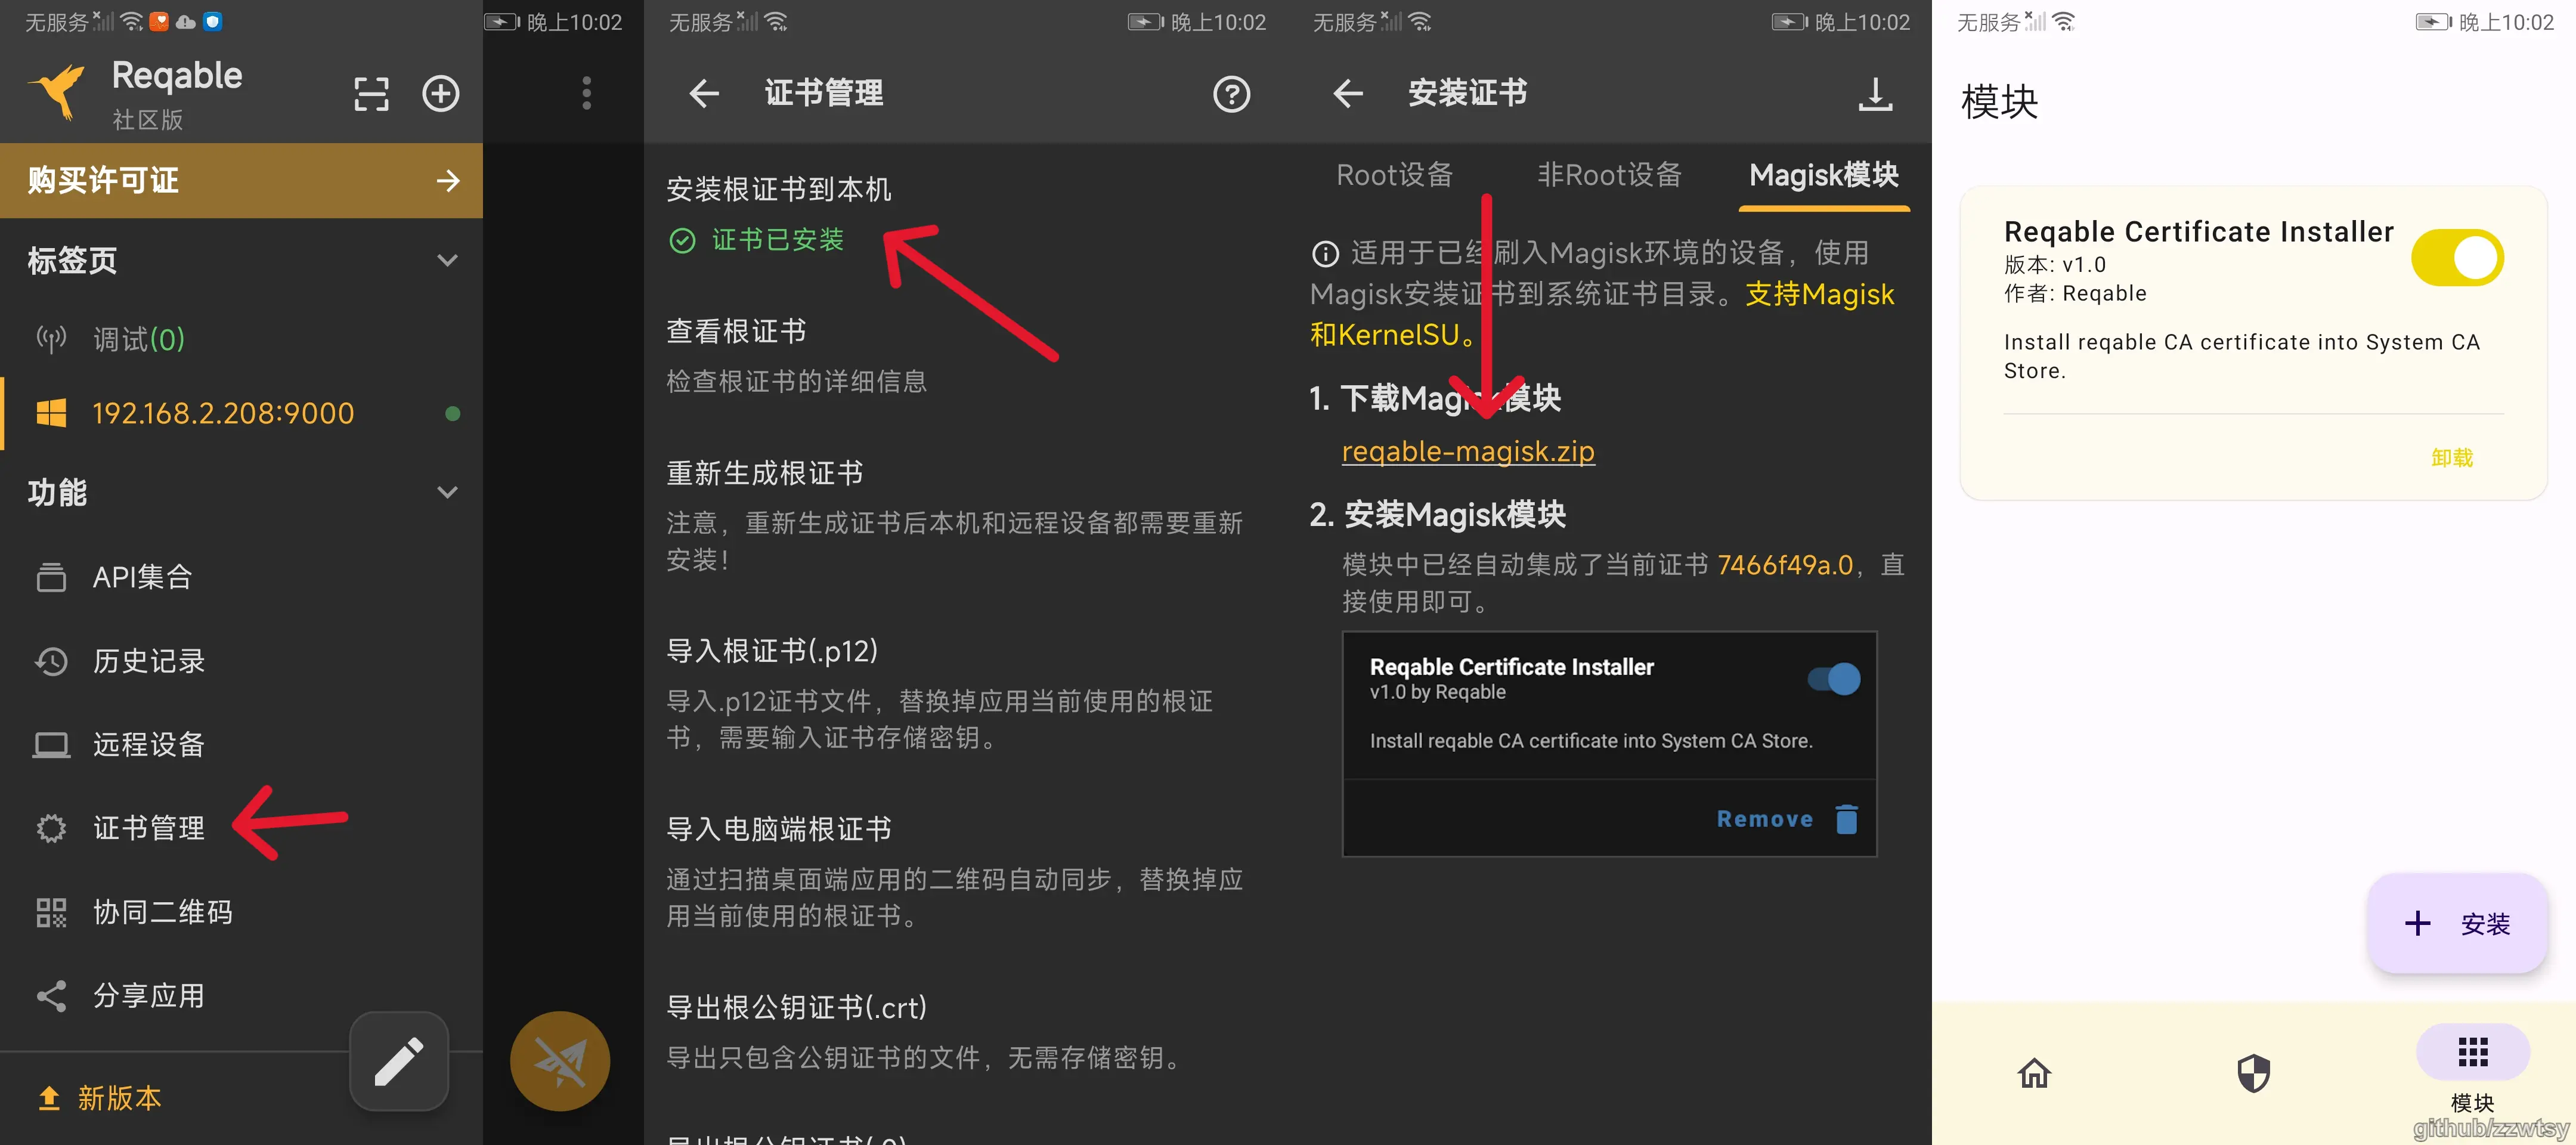 无服务
晚上10:02
Reqable
社区版
购买许可证
标签页
调试(0)
192.168.2.208:9000
功能
API集合
历史记录
远程设备
证书管理
协同二维码
分享应用
新版本
无服务
晚上10:02
证书管理
安装根证书到本机
证书已安装
查看根证书
检查根证书的详细信息
重新生成根证书
注意，重新生成证书后本机和远程设备都需要重新
安装！
导入根证书(.p12)
导入.p12证书文件，替换掉应用当前使用的根证
书，需要输入证书存储密钥。
导入电脑端根证书
通过扫描桌面端应用的二维码自动同步，替换掉应
用当前使用的根证书。
导出根公钥证书(.crt)
导出只包含公钥证书的文件，无需存储密钥。
导出根公钥证书(.0)
无服务
晚上10:02
安装证书
Root设备
非Root设备
Magisk模块
适用于已经刷入Magisk环境的设备，使用
Magisk安装证书到系统证书目录。支持Magisk
和KernelSU。
1. 下载Magisk模块
reqable-magisk.zip
2. 安装Magisk模块
模块中已经自动集成了当前证书 7466f49a.0，直
接使用即可。
Reqable Certificate Installer
v1.0 by Reqable
Install reqable CA certificate into System CA Store.
Remove
无服务
晚上10:02
模块
Reqable Certificate Installer
版本: v1.0
作者: Reqable
Install reqable CA certificate into System CA
Store.
卸载
安装
模块
github/zzwtsy